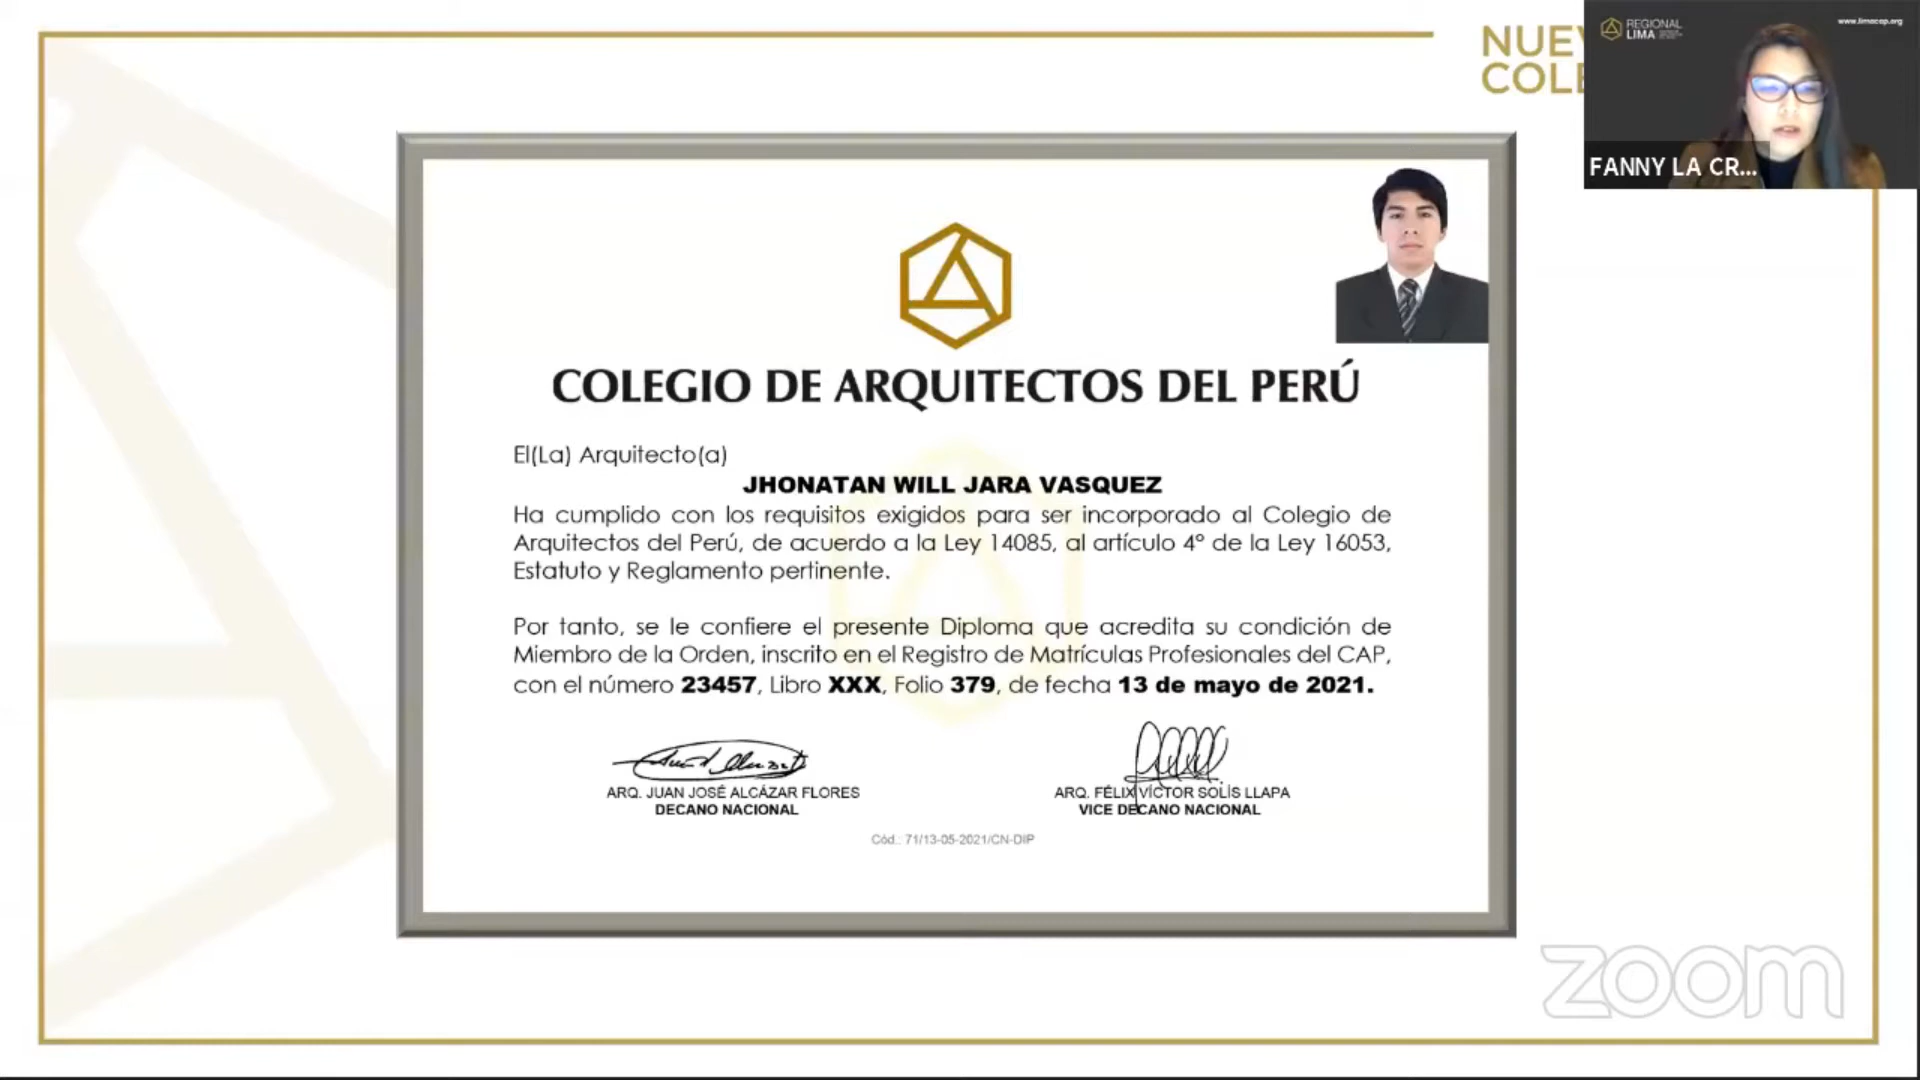 NUEV
COLE
REGIONAL
LIMA
www.limacap.org
FANNY LA CR...
COLEGIO DE ARQUITECTOS DEL PERÚ
El(La) Arquitecto(a)
JHONATAN WILL JARA VASQUEZ
Ha cumplido con los requisitos exigidos para ser incorporado al Colegio de
Arquitectos del Perú, de acuerdo a la Ley 14085, al artículo 4° de la Ley 16053,
Estatuto y Reglamento pertinente.
Por tanto, se le confiere el presente Diploma que acredita su condición de
Miembro de la Orden, inscrito en el Registro de Matrículas Profesionales del CAP,
con el número 23457, Libro XXX, Folio 379, de fecha 13 de mayo de 2021.
ARQ. JUAN JOSÉ ALCÁZAR FLORES
DECANO NACIONAL
ARQ. FÉLIX VÍCTOR SOLÍS LLAPA
VICE DECANO NACIONAL
Cód.: 71/13-05-2021/CN-DIP
zoom